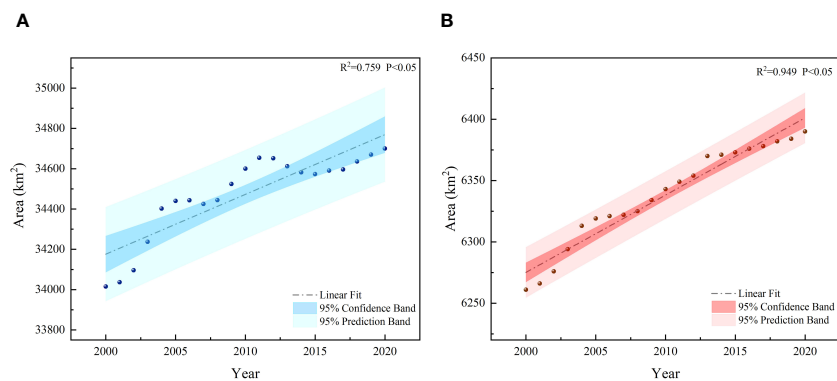 A
R²=0.759 P<0.05
35000
34800
34600
34400
34200
34000
33800
Area (km²)
Linear Fit
95% Confidence Band
95% Prediction Band
2000
2005
2010
2015
2020
Year
B
R²=0.949 P<0.05
6450
6400
6350
6300
6250
Area (km²)
Linear Fit
95% Confidence Band
95% Prediction Band
2000
2005
2010
2015
2020
Year